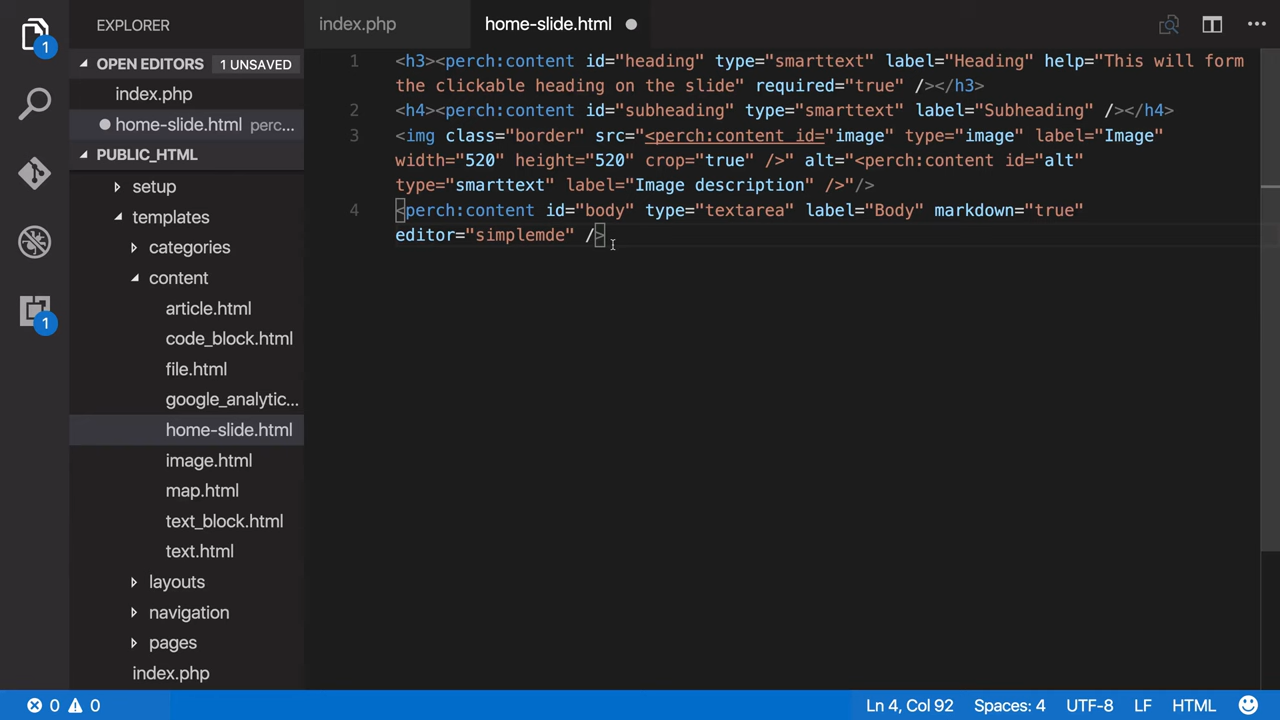 EXPLORER
index.php
home-slide.html
1
OPEN EDITORS 1 UNSAVED
index.php
home-slide.html perc...
PUBLIC_HTML
setup
templates
categories
content
article.html
code_block.html
file.html
google_analytic...
home-slide.html
image.html
map.html
text_block.html
text.html
layouts
navigation
pages
index.php
1
1 <h3><perch:content id="heading" type="smarttext" label="Heading" help="This will form
the clickable heading on the slide" required="true" /></h3>
2 <h4><perch:content id="subheading" type="smarttext" label="Subheading" /></h4>
3 <img class="border" src="<perch:content id="image" type="image" label="Image"
width="520" height="520" crop="true" />" alt="<perch:content id="alt"
type="smarttext" label="Image description" />"/>
4 <perch:content id="body" type="textarea" label="Body" markdown="true"
editor="simplemde" />
0 0 Ln 4, Col 92 Spaces: 4 UTF-8 LF HTML